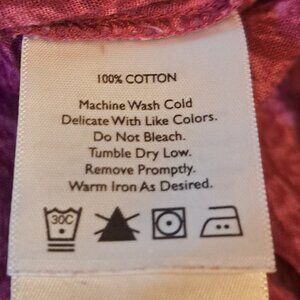 100% COTTON
Machine Wash Cold
Delicate With Like Colors.
Do Not Bleach.
Tumble Dry Low.
Remove Promptly.
Warm Iron As Desired.
30C